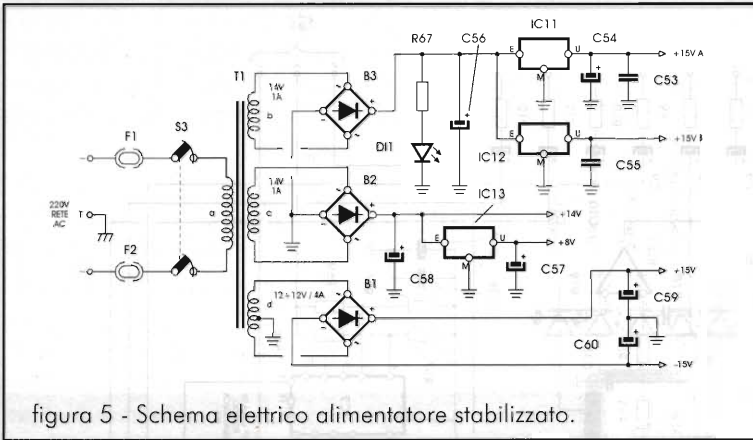 IC11
R67
C56
C54
E
U
+15V A
M
C53
T1
14V
1A
b
B3
DI1
E
U
+15V B
IC12
M
C55
F1
S3
220V
RETE
AC
T
a
14V
1A
c
B2
IC13
+14V
E
U
+8V
M
C58
C57
F2
12÷12V / 4A
d
B1
+15V
C59
C60
-15V
figura 5 - Schema elettrico alimentatore stabilizzato.